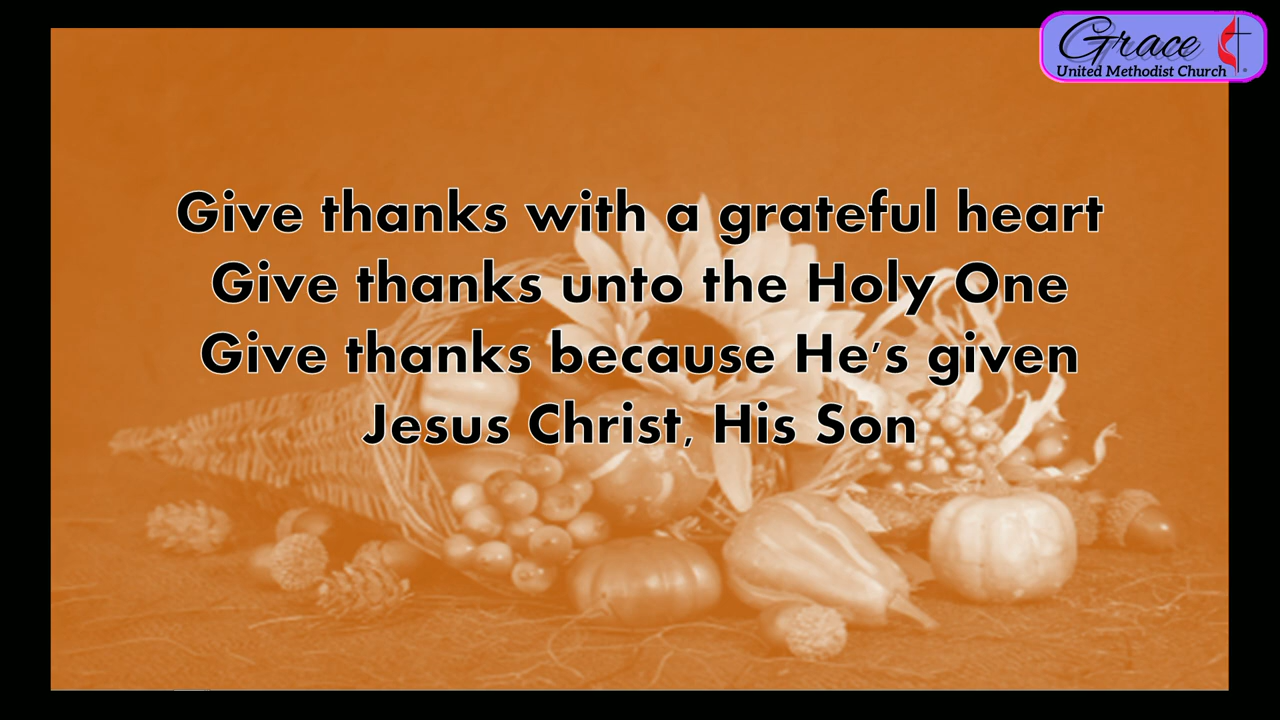 Grace
United Methodist Church
Give thanks with a grateful heart
Give thanks unto the Holy One
Give thanks because He's given
Jesus Christ, His Son